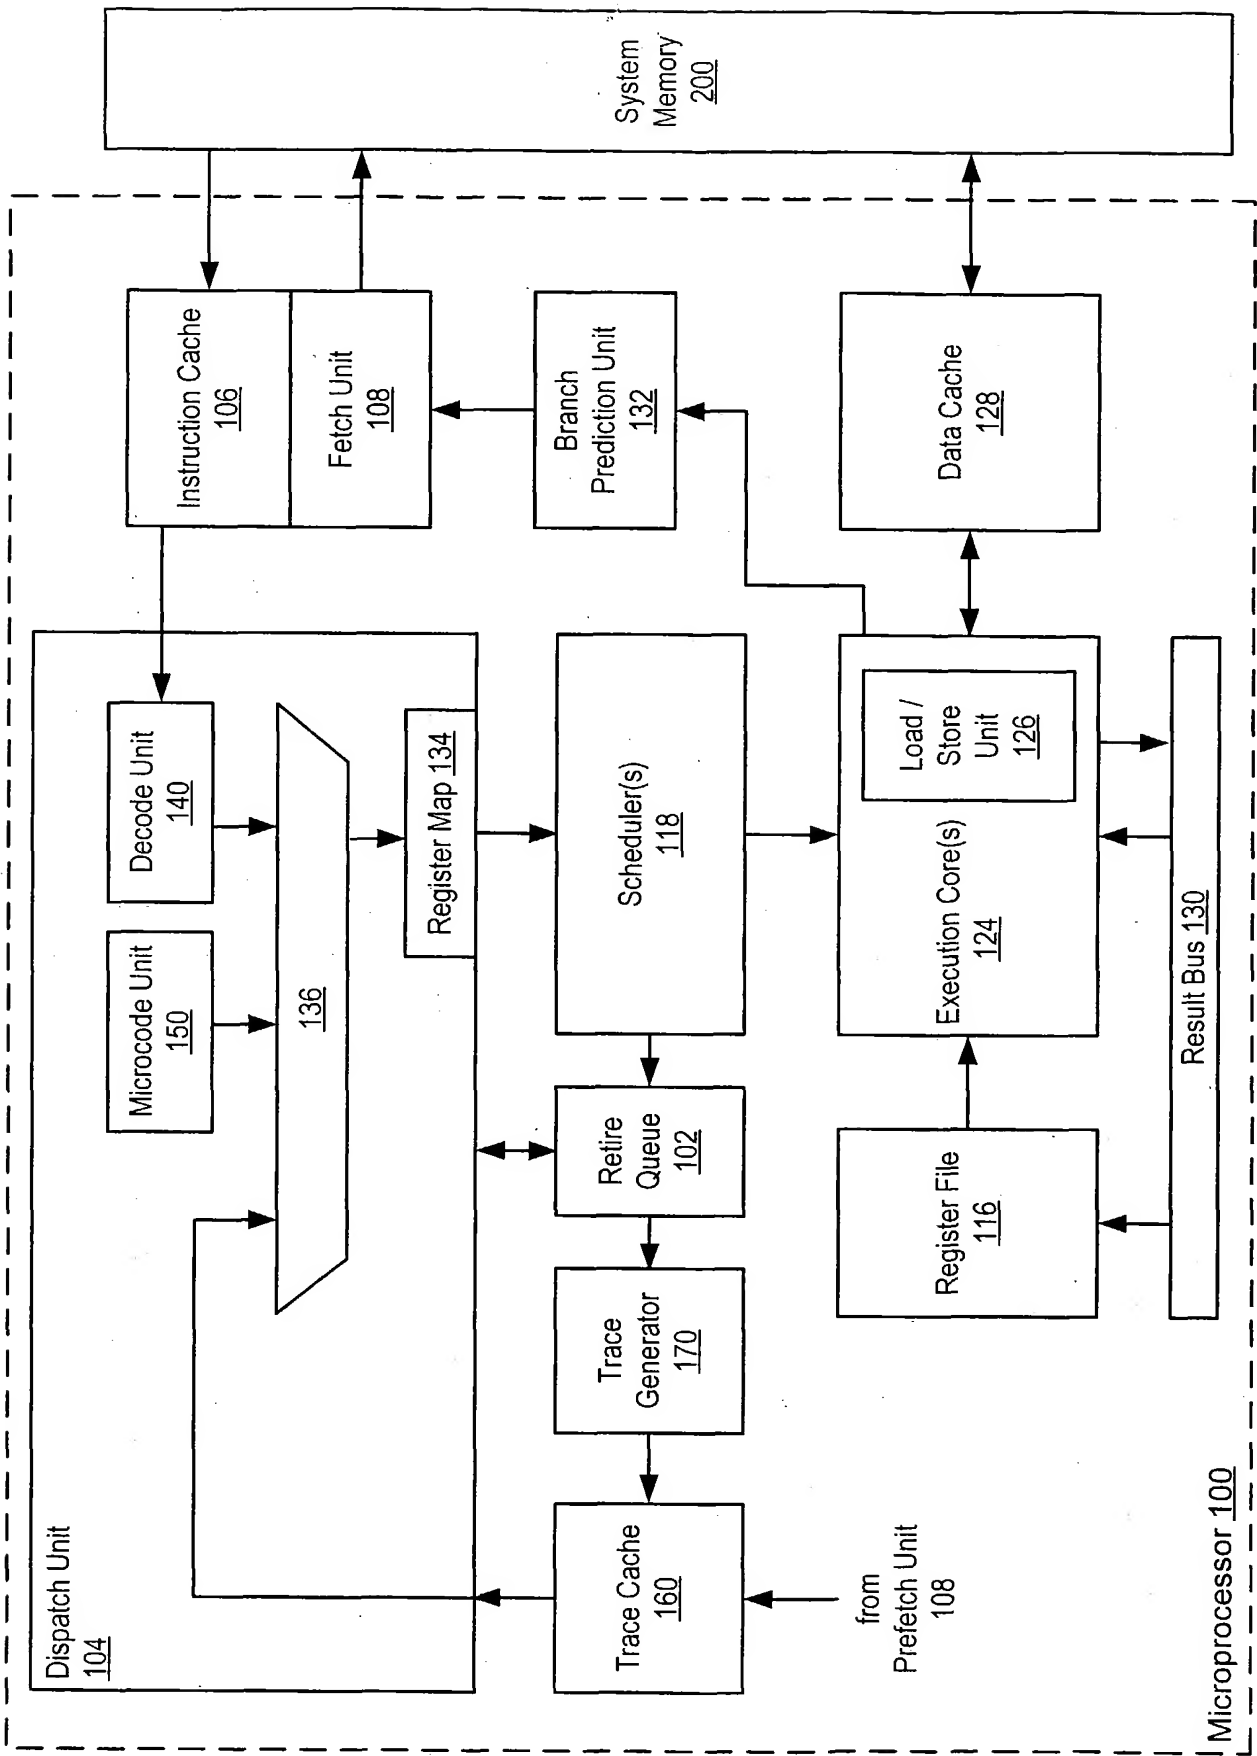 Dispatch Unit
104
Microcode Unit
150
Decode Unit
140
136
Register Map 134
Instruction Cache
106
Fetch Unit
108
System
Memory
200
Trace Cache
160
Trace
Generator
170
Retire
Queue
102
Scheduler(s)
118
Branch
Prediction Unit
132
from
Prefetch Unit
108
Register File
116
Execution Core(s)
124
Load /
Store
Unit
126
Data Cache
128
Result Bus 130
Microprocessor 100